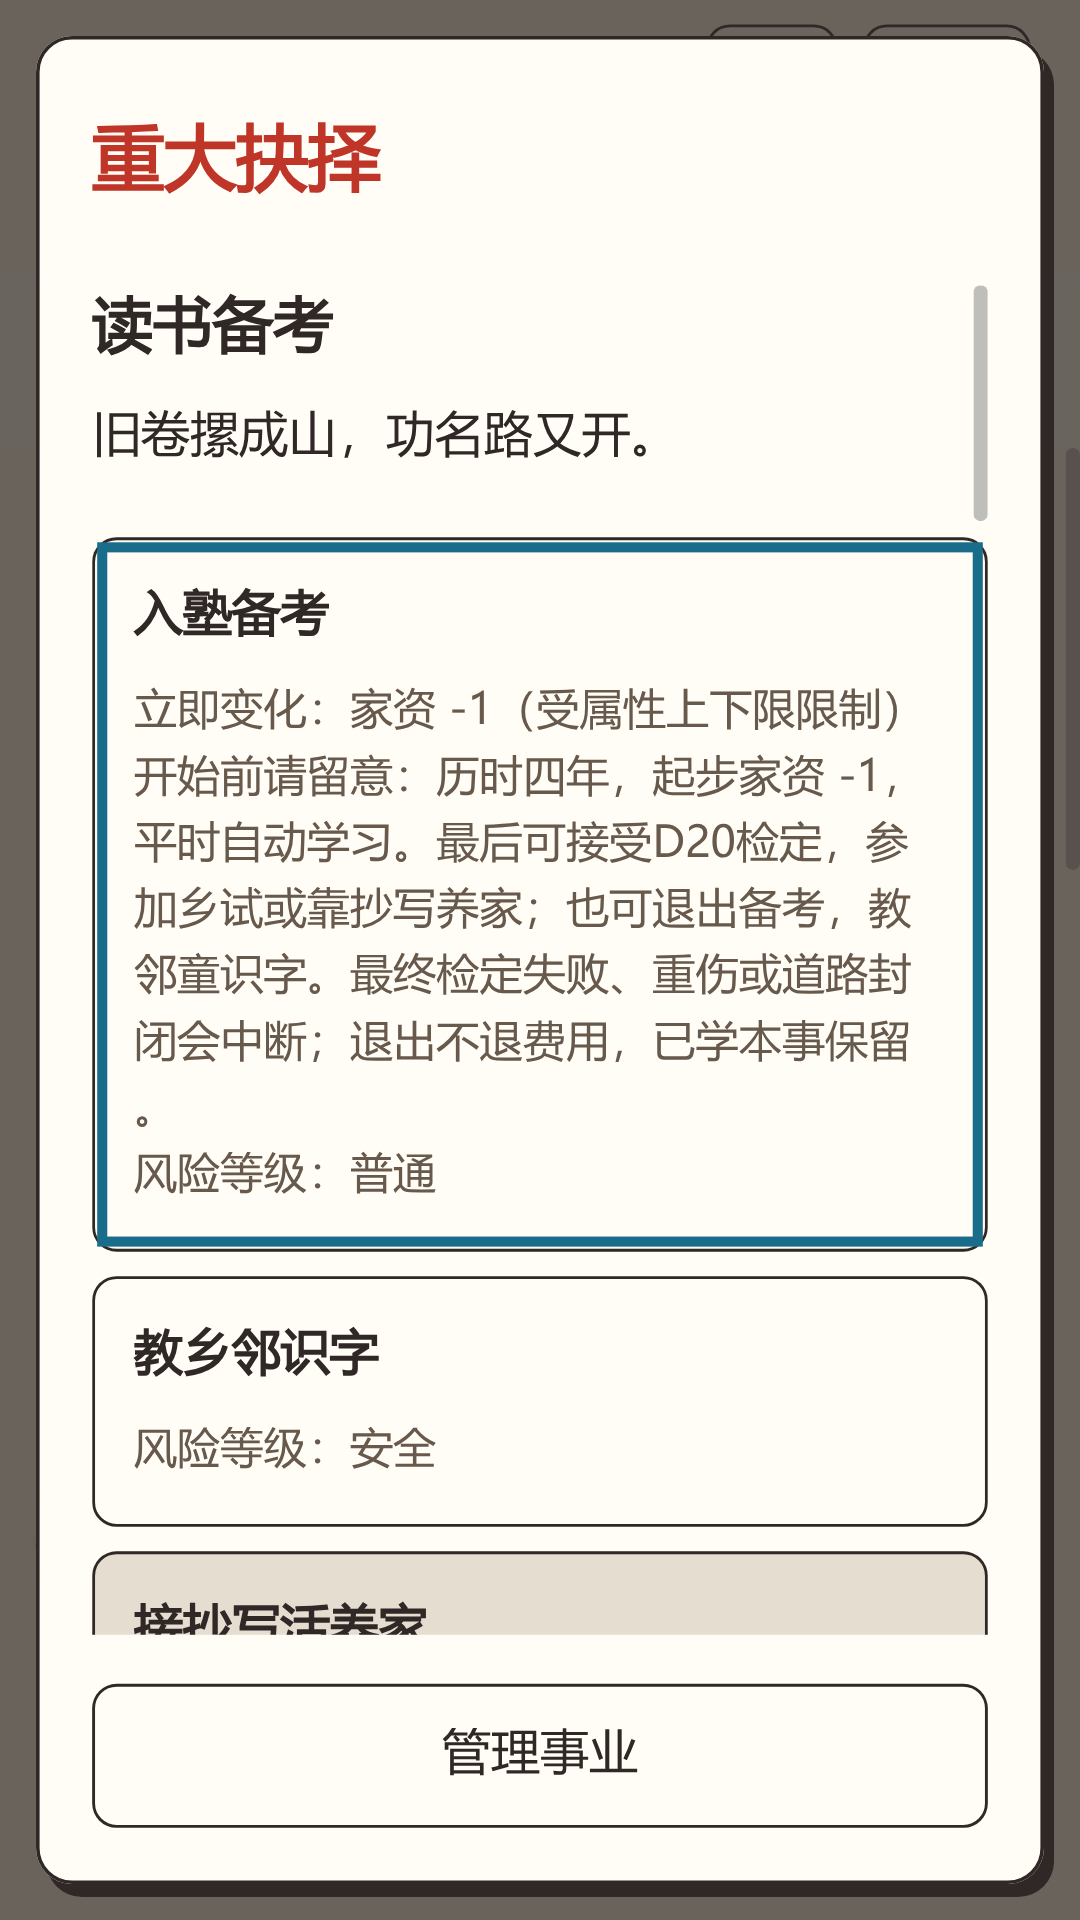 重大抉择
读书备考
旧卷摞成山，功名路又开。
入塾备考
立即变化：家资 -1（受属性上下限限制）
开始前请留意：历时四年，起步家资 -1，
平时自动学习。最后可接受D20检定，参
加乡试或靠抄写养家；也可退出备考，教
邻童识字。最终检定失败、重伤或道路封
闭会中断；退出不退费用，已学本事保留
。
风险等级：普通
教乡邻识字
风险等级：安全
接抄写活养家
管理事业